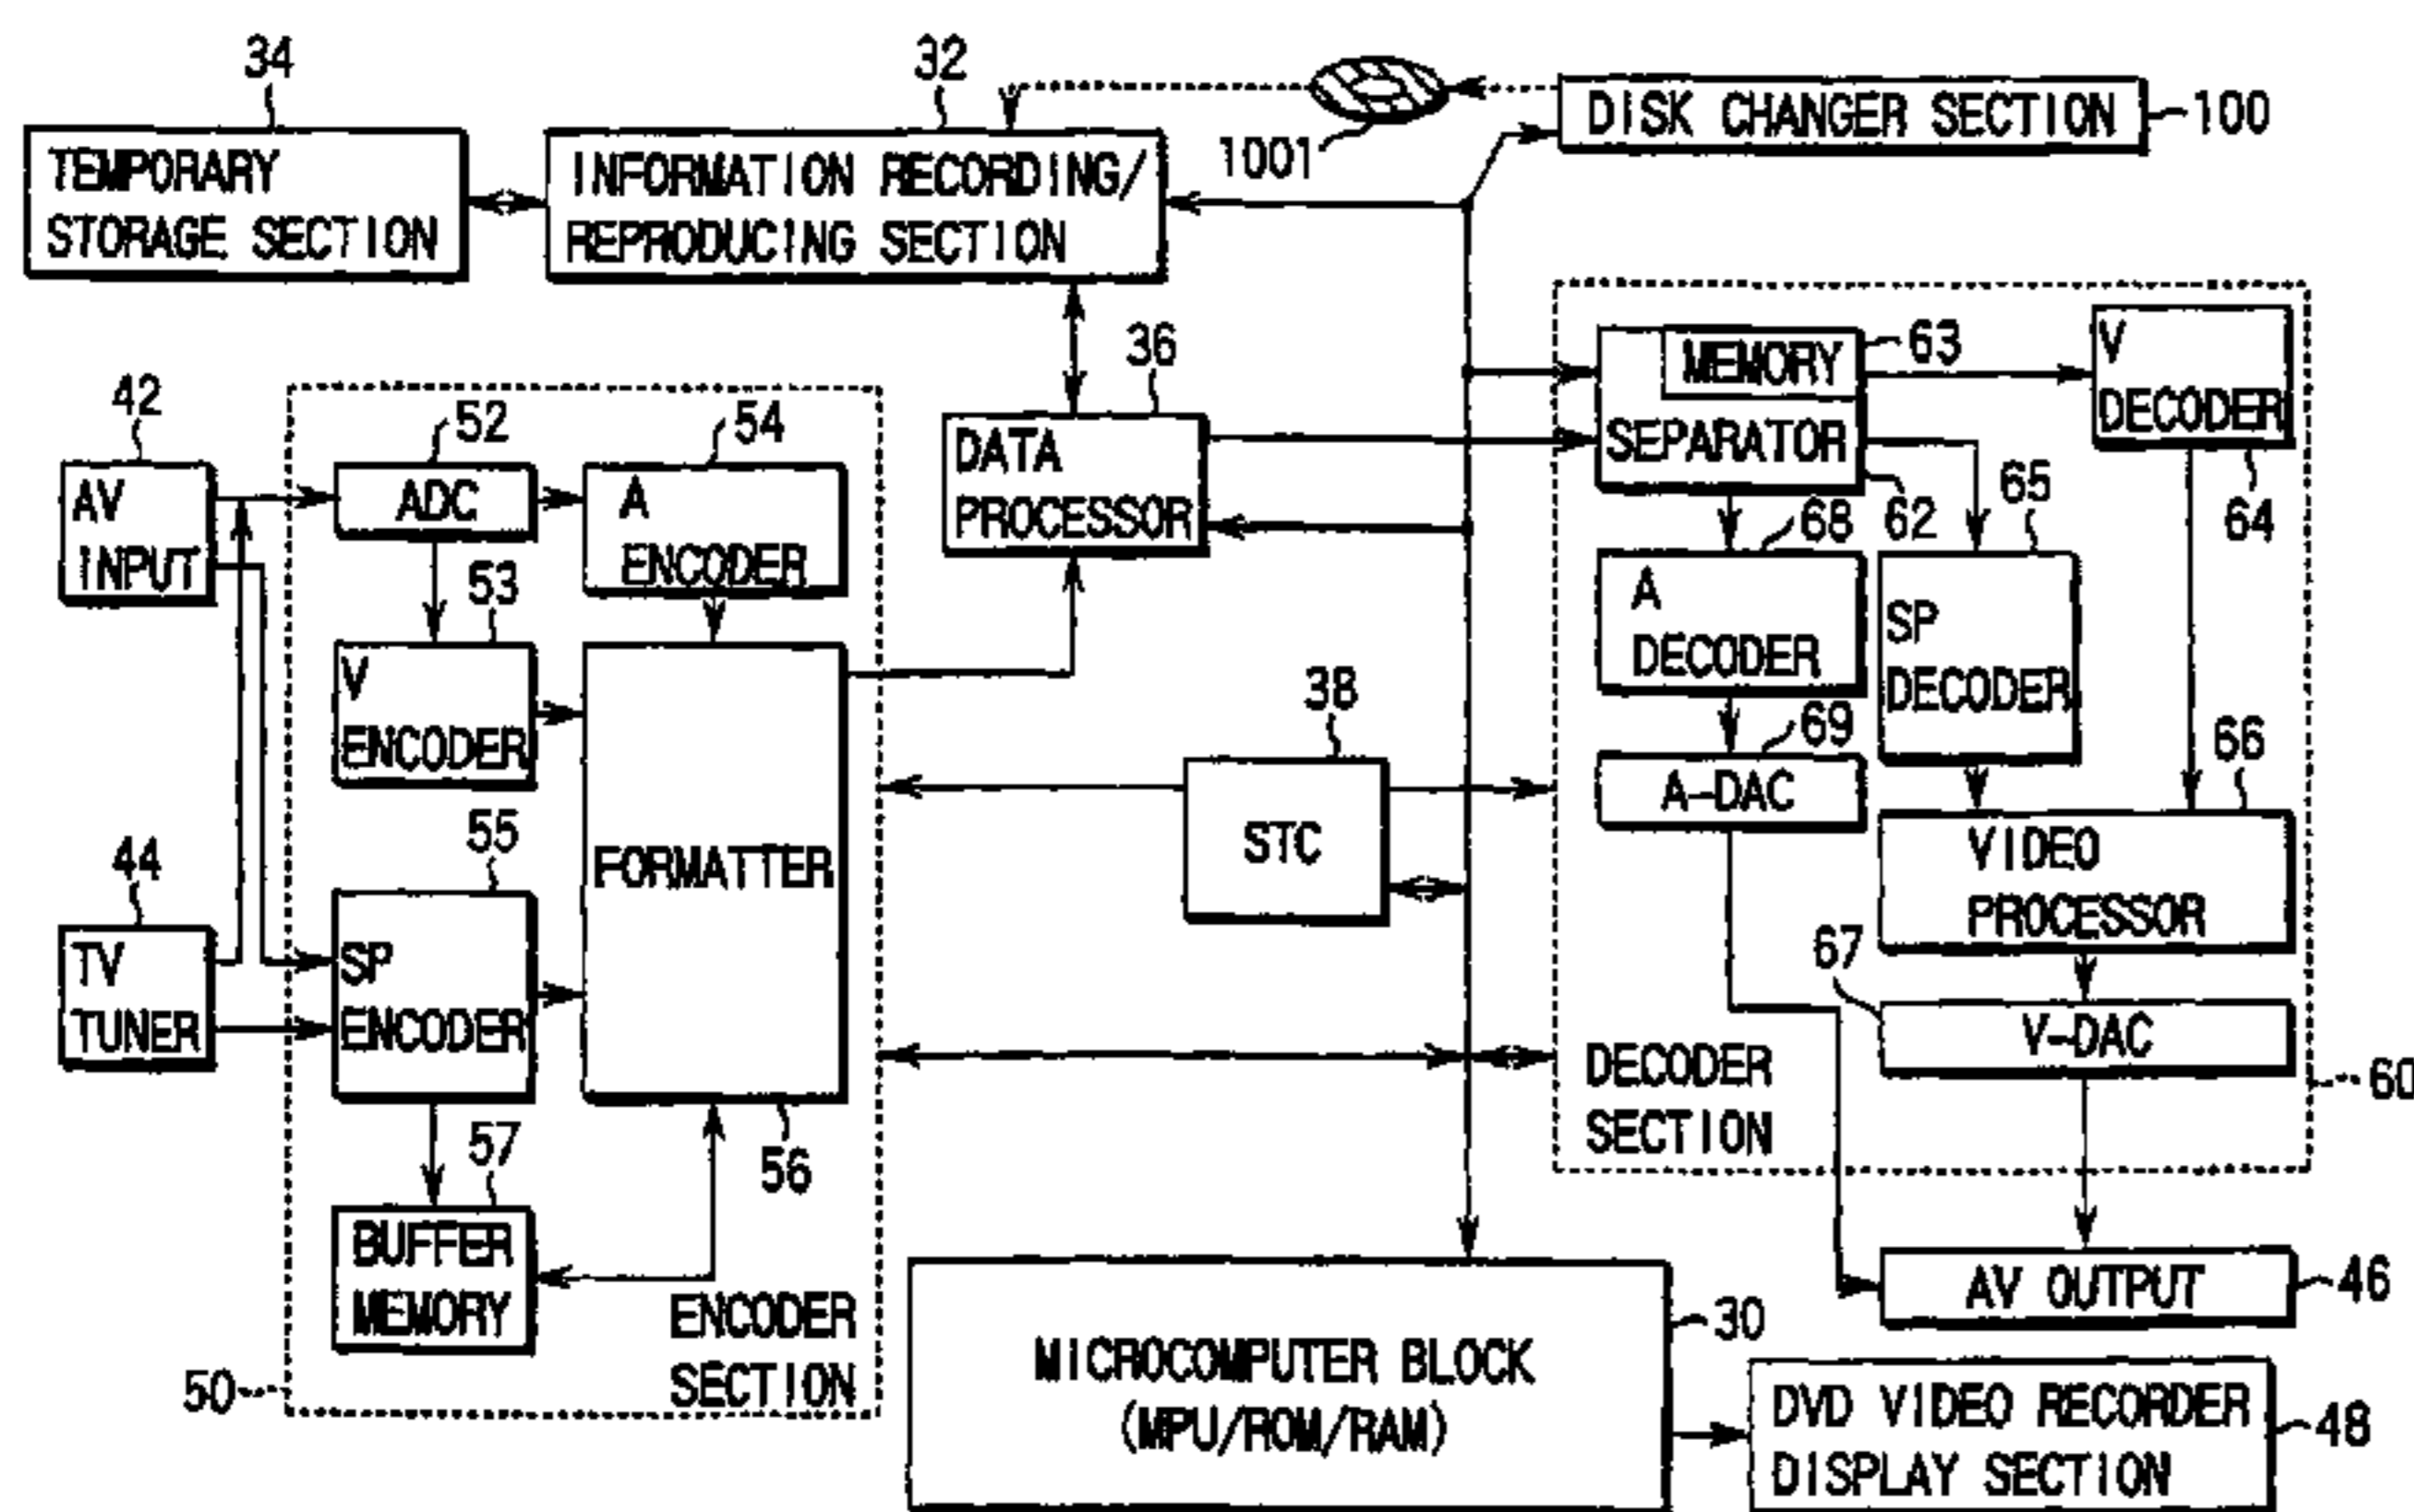 34
32
1001
DISK CHANGER SECTION
100
TEMPORARY
STORAGE SECTION
INFORMATION RECORDING/
REPRODUCING SECTION
36
42
52
54
AV
INPUT
ADC
A
ENCODER
DATA
PROCESSOR
MEMORY
63
SEPARATOR
62
V
DECODER
64
65
68
53
V
ENCODER
A
DECODER
SP
DECODER
38
69
66
44
55
FORMATTER
STC
A-DAC
VIDEO
PROCESSOR
TV
TUNER
SP
ENCODER
67
V-DAC
DECODER
SECTION
60
57
56
BUFFER
MEMORY
ENCODER
SECTION
50
AV OUTPUT
46
MICROCOMPUTER BLOCK
(MPU/ROM/RAM)
30
DVD VIDEO RECORDER
DISPLAY SECTION
48